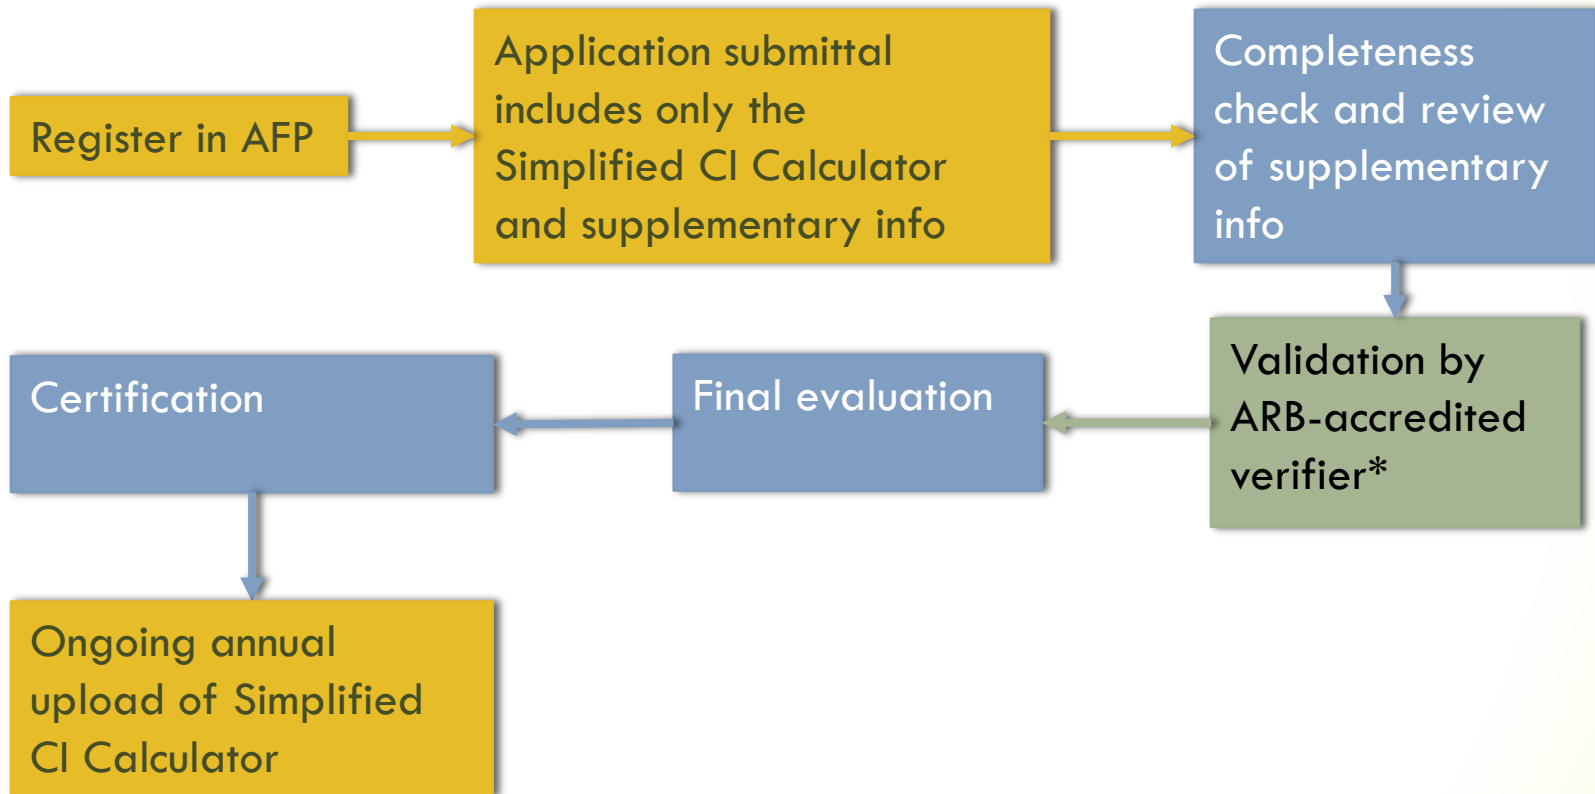 Register in AFP
Application submittal
includes only the
Simplified CI Calculator
and supplementary info
Completeness
check and review
of supplementary
info
Validation by
ARB-accredited
verifier*
Final evaluation
Certification
Ongoing annual
upload of Simplified
CI Calculator